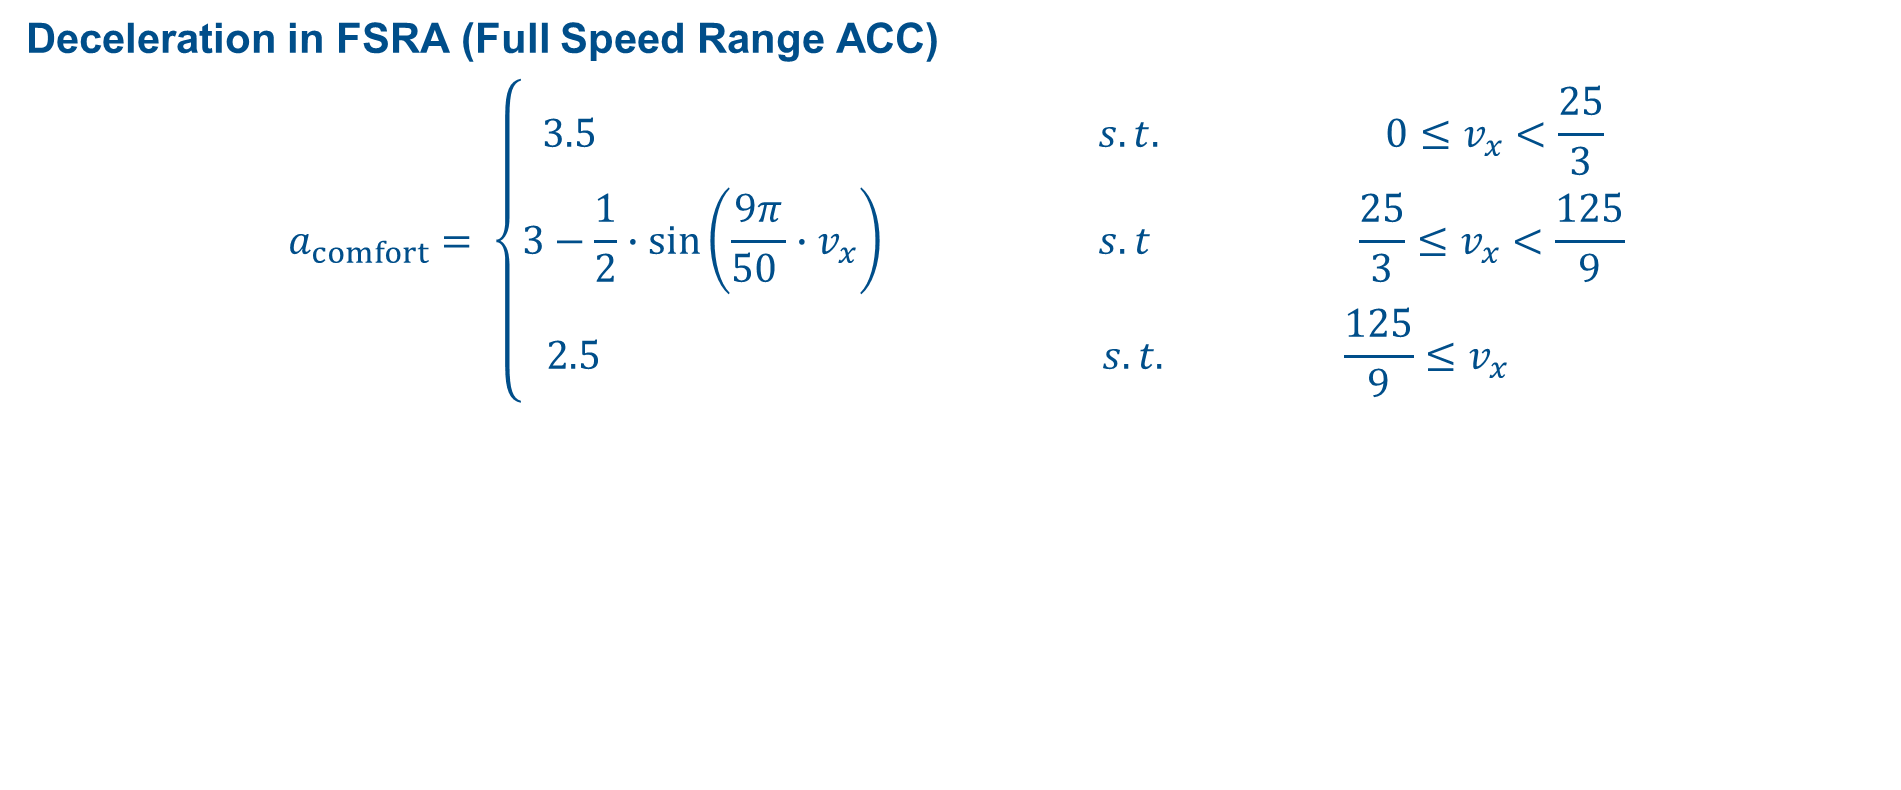 Deceleration in FSRA (Full Speed Range ACC)
a_comfort = { 3.5 s.t. 0 ≤ v_x < 25/3
3 − 1/2 · sin(9π/50 · v_x) s.t 25/3 ≤ v_x < 125/9
2.5 s.t. 125/9 ≤ v_x